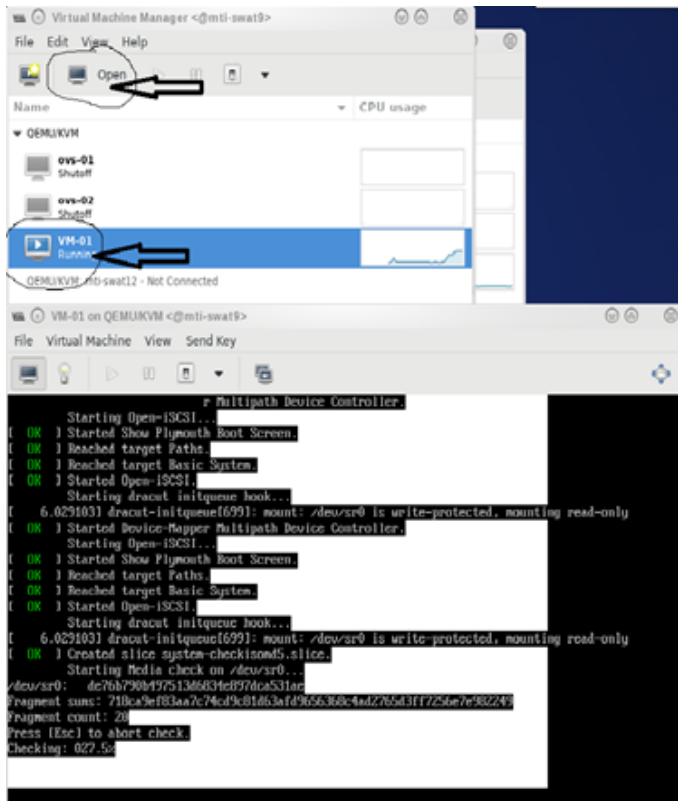 Virtual Machine Manager <@mti-swat9>
File Edit View Help
Open
Name CPU usage
QEMU/KVM
ovs-01
Shutoff
ovs-02
Shutoff
VM-01
Running
QEMU/KVM: mti-swat12 - Not Connected
VM-01 on QEMU/KVM <@mti-swat9>
File Virtual Machine View Send Key
r Multipath Device Controller.
Starting Open-iSCSI...
[ OK ] Started Show Plymouth Boot Screen.
[ OK ] Reached target Paths.
[ OK ] Reached target Basic System.
[ OK ] Started Open-iSCSI.
Starting dracut initqueue hook...
[ 6.029103] dracut-initqueue[699]: mount: /dev/sr0 is write-protected, mounting read-only
[ OK ] Started Device-Mapper Multipath Device Controller.
Starting Open-iSCSI...
[ OK ] Started Show Plymouth Boot Screen.
[ OK ] Reached target Paths.
[ OK ] Reached target Basic System.
[ OK ] Started Open-iSCSI.
Starting dracut initqueue hook...
[ 6.029103] dracut-initqueue[699]: mount: /dev/sr0 is write-protected, mounting read-only
[ OK ] Created slice system-checkisomd5.slice.
Starting Media check on /dev/sr0...
/dev/sr0:
Fragment sums:
Fragment count: 20
Press [Esc] to abort check.
Checking: 027.5%